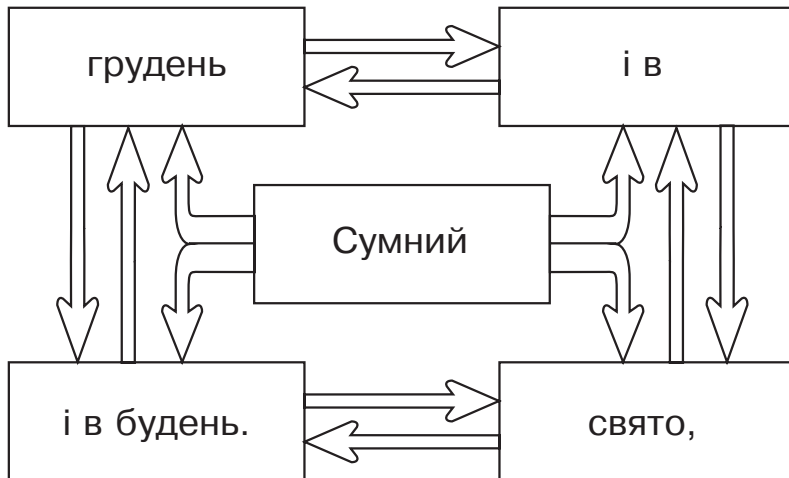 грудень
і в
Сумний
і в будень.
свято,